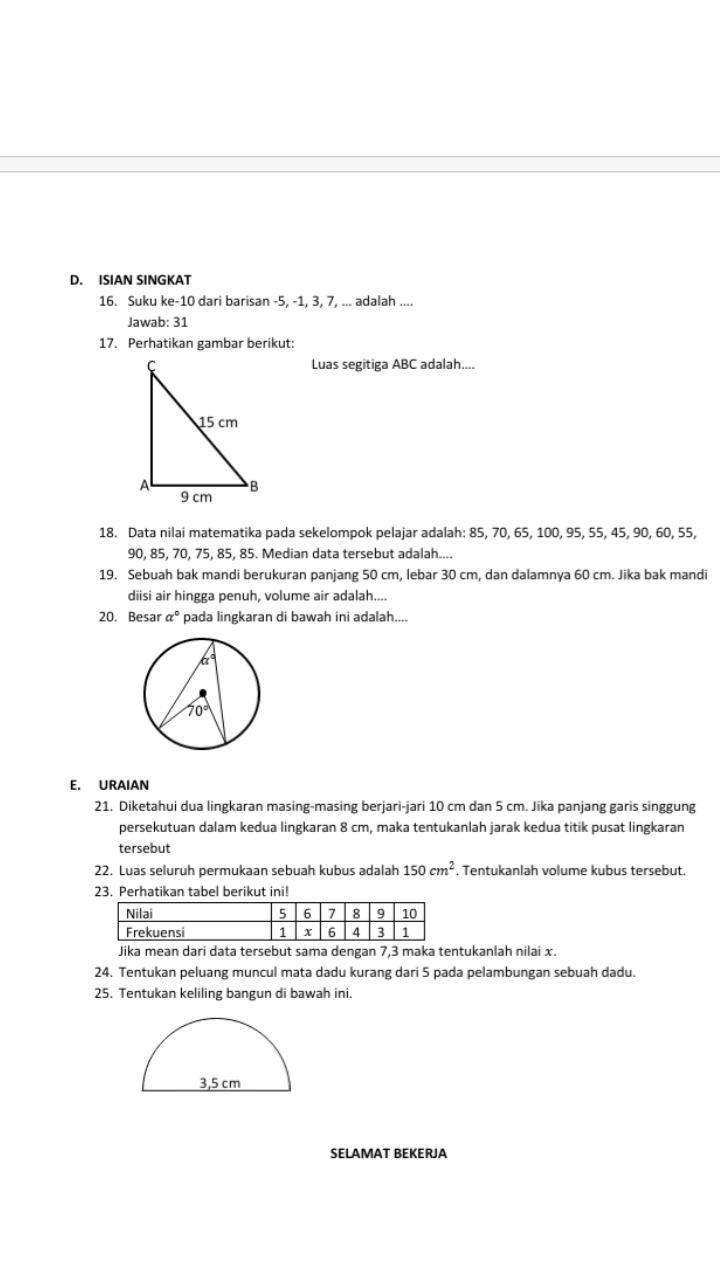 D. ISIAN SINGKAT
16. Suku ke-10 dari barisan -5, -1, 3, 7, ... adalah ....
Jawab: 31
17. Perhatikan gambar berikut:
Luas segitiga ABC adalah....
C
15 cm
A
B
9 cm
18. Data nilai matematika pada sekelompok pelajar adalah: 85, 70, 65, 100, 95, 55, 45, 90, 60, 55,
90, 85, 70, 75, 85, 85. Median data tersebut adalah....
19. Sebuah bak mandi berukuran panjang 50 cm, lebar 30 cm, dan dalamnya 60 cm. Jika bak mandi
diisi air hingga penuh, volume air adalah....
20. Besar α° pada lingkaran di bawah ini adalah....
α°
70°
E. URAIAN
21. Diketahui dua lingkaran masing-masing berjari-jari 10 cm dan 5 cm. Jika panjang garis singgung
persekutuan dalam kedua lingkaran 8 cm, maka tentukanlah jarak kedua titik pusat lingkaran
tersebut
22. Luas seluruh permukaan sebuah kubus adalah 150 cm². Tentukanlah volume kubus tersebut.
23. Perhatikan tabel berikut ini!
Nilai 5 6 7 8 9 10
Frekuensi 1 x 6 4 3 1
Jika mean dari data tersebut sama dengan 7,3 maka tentukanlah nilai x.
24. Tentukan peluang muncul mata dadu kurang dari 5 pada pelambungan sebuah dadu.
25. Tentukan keliling bangun di bawah ini.
3,5 cm
SELAMAT BEKERJA